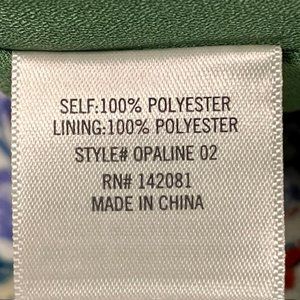 SELF:100% POLYESTER
LINING:100% POLYESTER
STYLE# OPALINE 02
RN# 142081
MADE IN CHINA